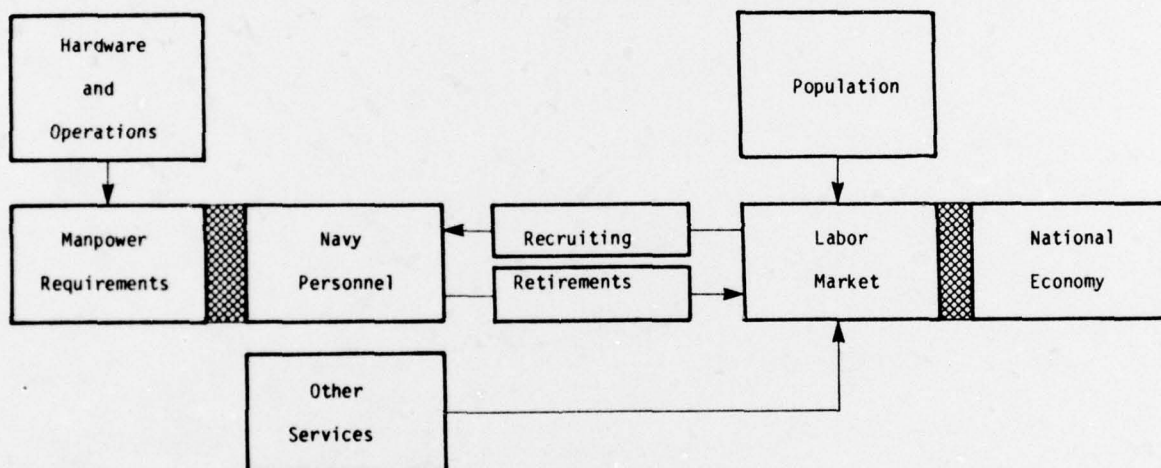 Hardware
and
Operations
Population
Manpower
Requirements
Navy
Personnel
Recruiting
Retirements
Labor
Market
National
Economy
Other
Services